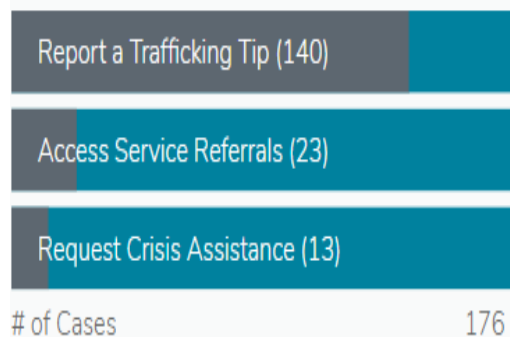 Report a Trafficking Tip (140)
Access Service Referrals (23)
Request Crisis Assistance (13)
# of Cases 176